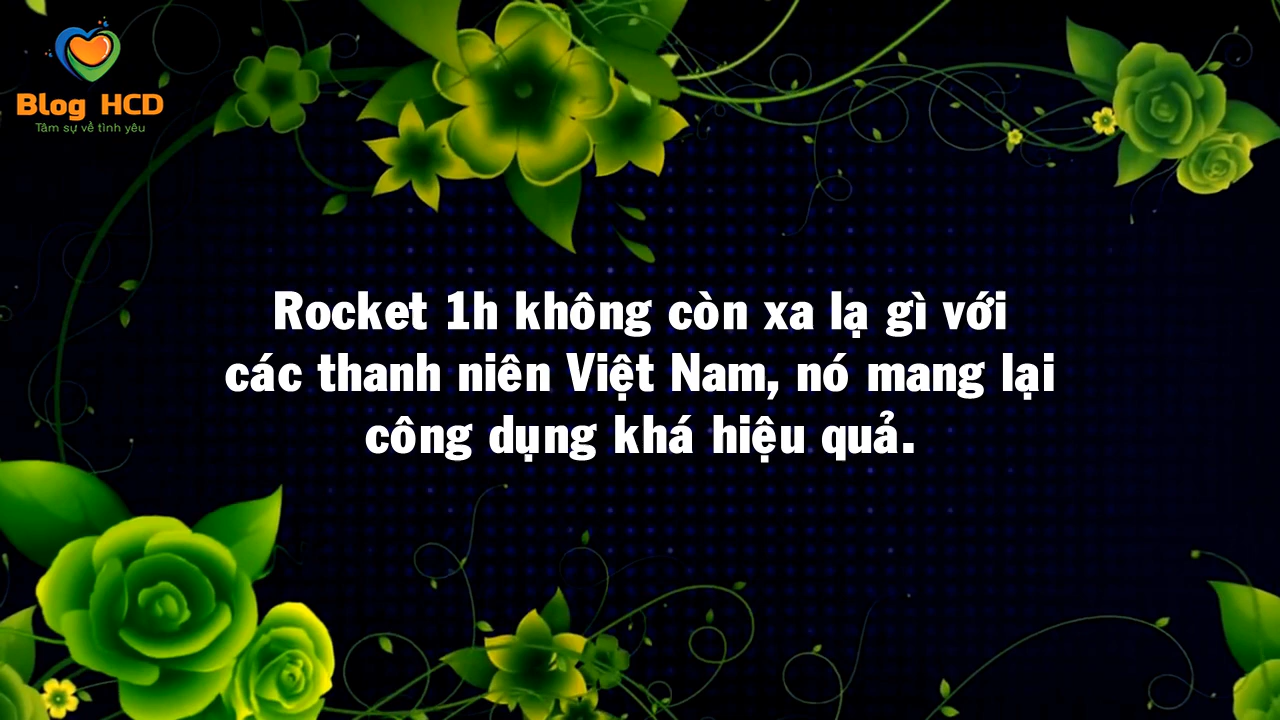 Blog HCD
Tâm sự về tình yêu
Rocket 1h không còn xa lạ gì với
các thanh niên Việt Nam, nó mang lại
công dụng khá hiệu quả.